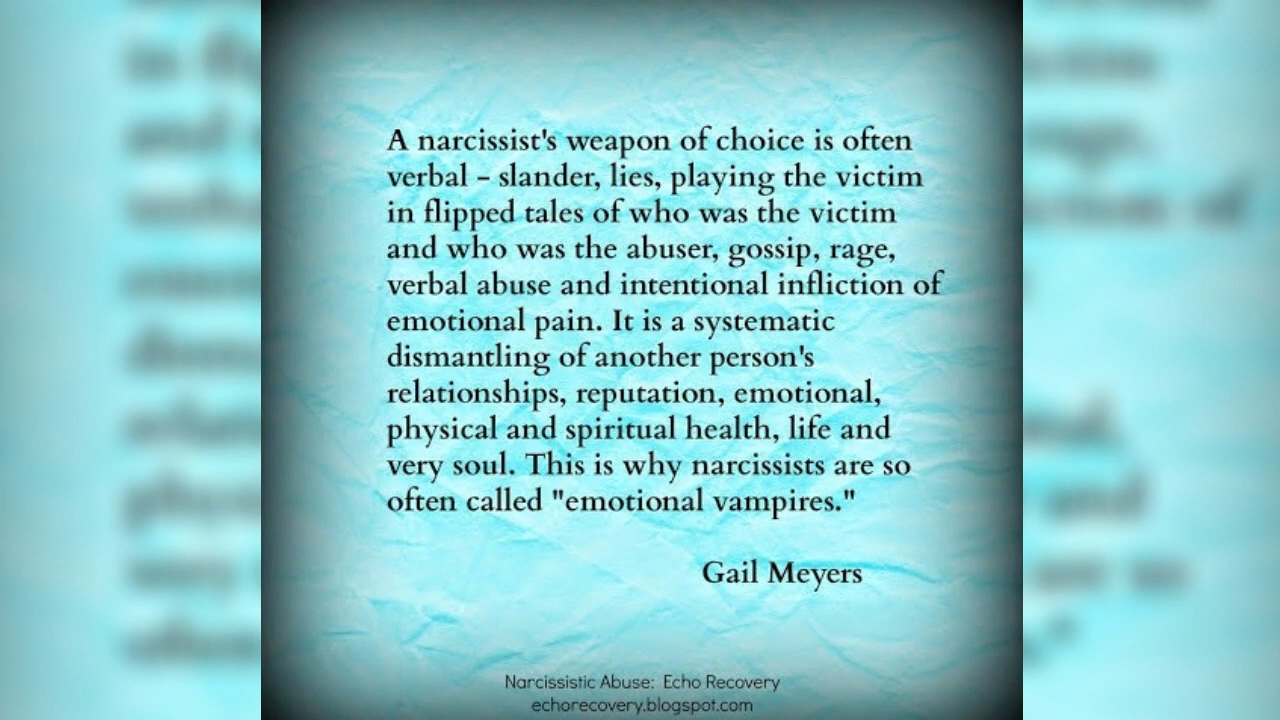 A narcissist's weapon of choice is often
verbal - slander, lies, playing the victim
in flipped tales of who was the victim
and who was the abuser, gossip, rage,
verbal abuse and intentional infliction of
emotional pain. It is a systematic
dismantling of another person's
relationships, reputation, emotional,
physical and spiritual health, life and
very soul. This is why narcissists are so
often called "emotional vampires."
Gail Meyers
Narcissistic Abuse: Echo Recovery
echorecovery.blogspot.com